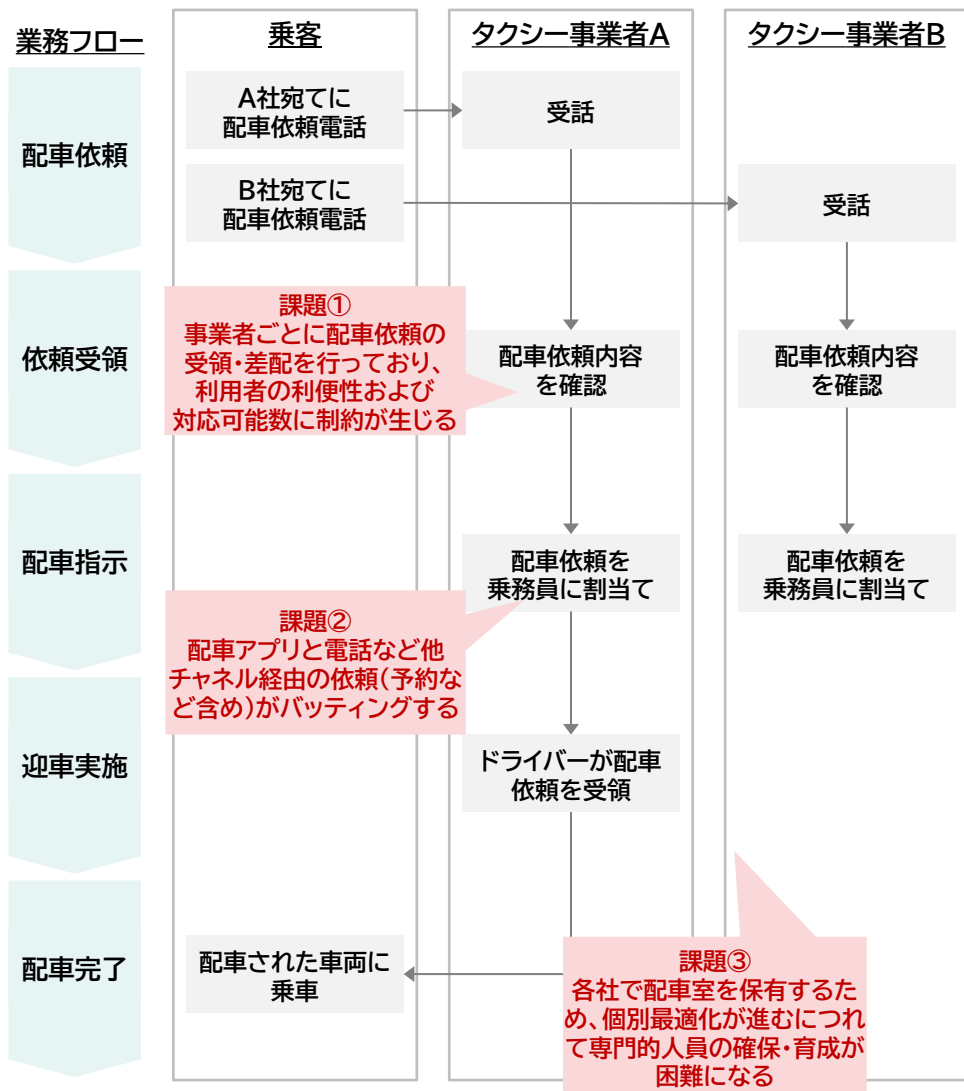 業務フロー
乗客
タクシー事業者A
タクシー事業者B
配車依頼
A社宛てに
配車依頼電話
受話
B社宛てに
配車依頼電話
受話
依頼受領
課題①
事業者ごとに配車依頼の
受領・差配を行っており、
利用者の利便性および
対応可能数に制約が生じる
配車依頼内容
を確認
配車依頼内容
を確認
配車指示
配車依頼を
乗務員に割当て
配車依頼を
乗務員に割当て
課題②
配車アプリと電話など他
チャネル経由の依頼（予約な
ど含め）がバッティングする
迎車実施
ドライバーが配車
依頼を受領
配車完了
配車された車両に
乗車
課題③
各社で配車室を保有するた
め、個別最適化が進むにつれ
て専門的人員の確保・育成が
困難になる